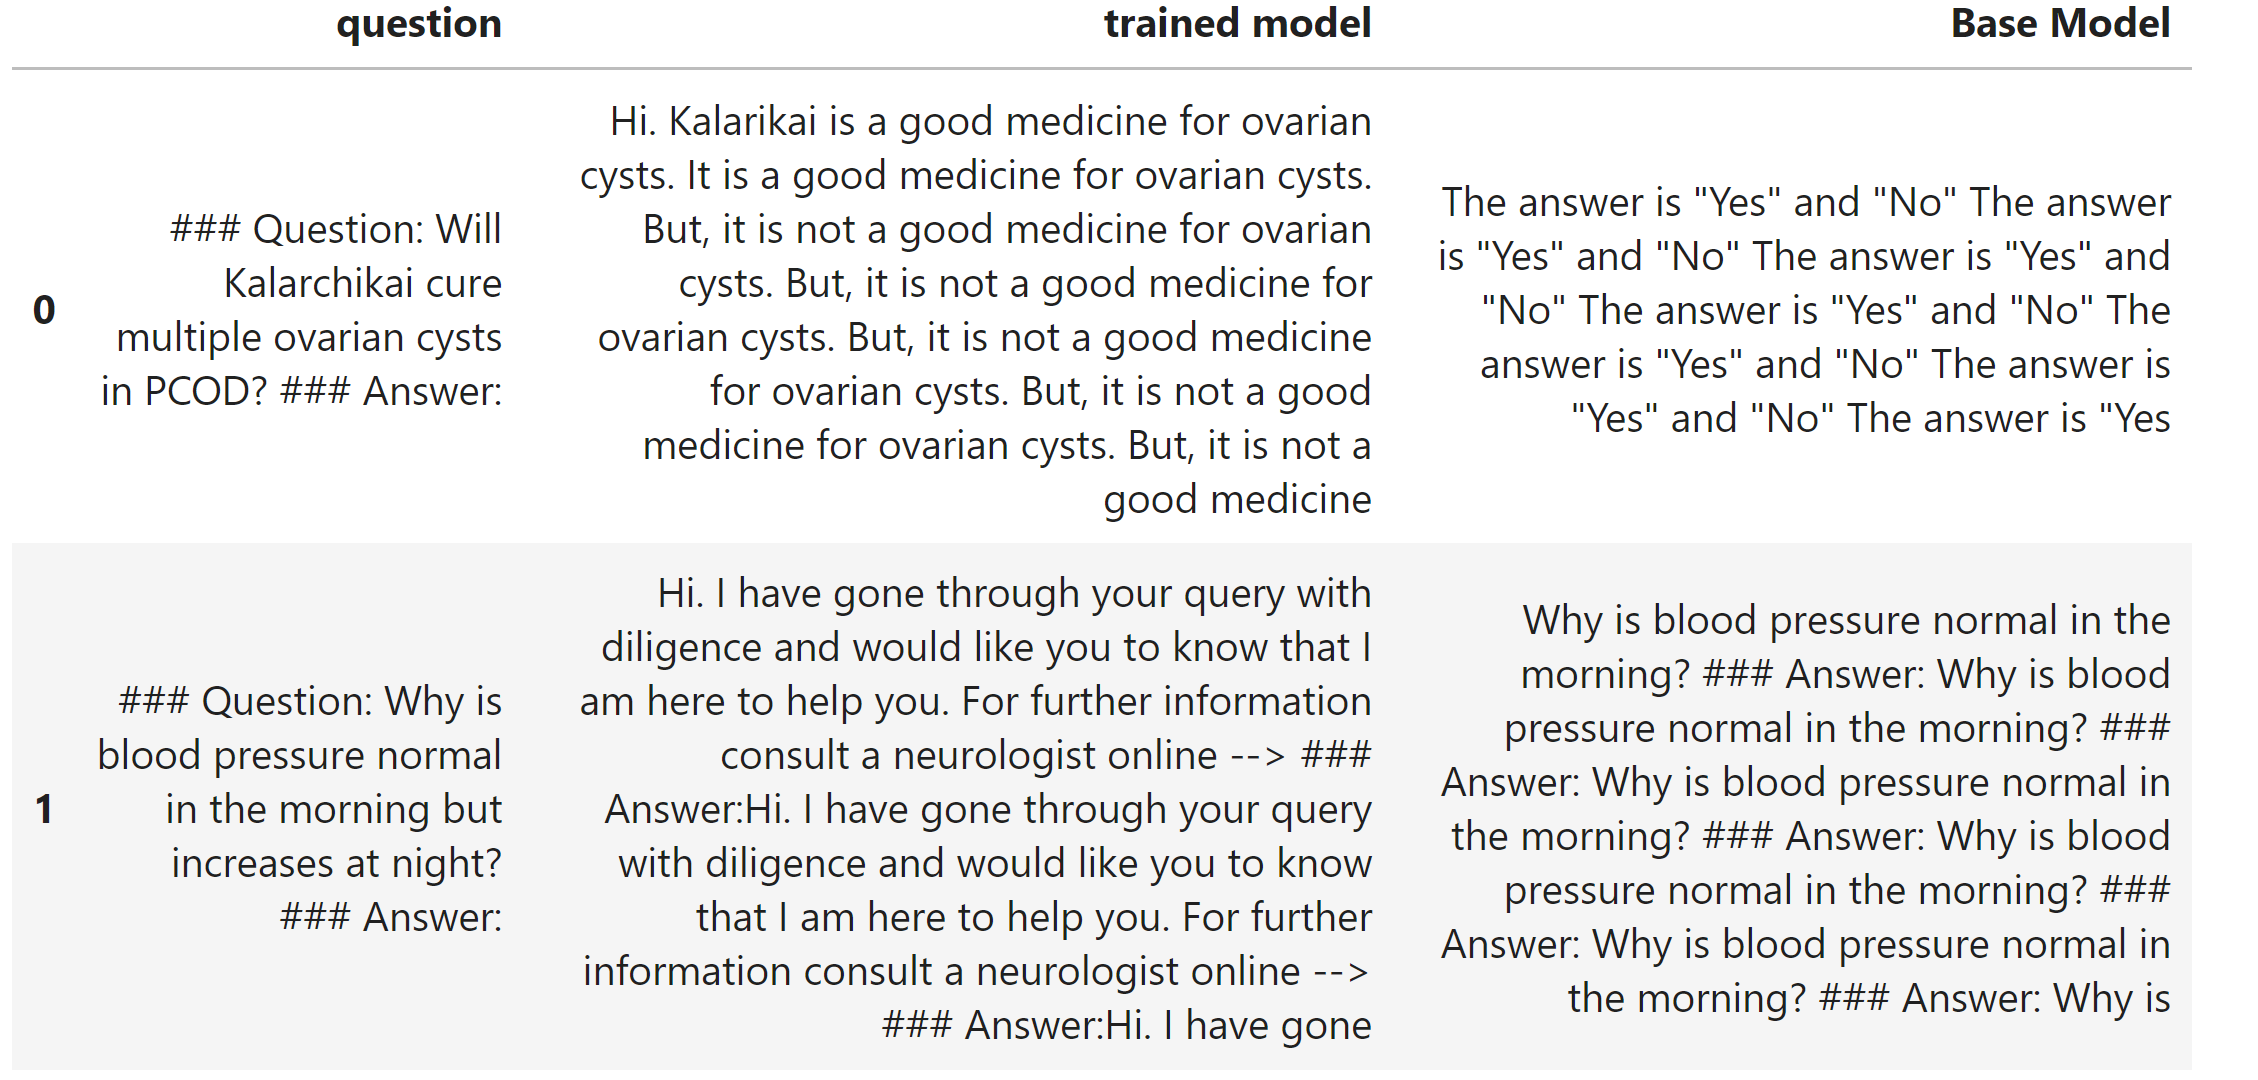 question trained model Base Model
0
### Question: Will
Kalarchikai cure
multiple ovarian cysts
in PCOD? ### Answer:
Hi. Kalarikai is a good medicine for ovarian
cysts. It is a good medicine for ovarian cysts.
But, it is not a good medicine for ovarian
cysts. But, it is not a good medicine for
ovarian cysts. But, it is not a good medicine
for ovarian cysts. But, it is not a good
medicine for ovarian cysts. But, it is not a
good medicine
The answer is "Yes" and "No" The answer
is "Yes" and "No" The answer is "Yes" and
"No" The answer is "Yes" and "No" The
answer is "Yes" and "No" The answer is
"Yes" and "No" The answer is "Yes
1
### Question: Why is
blood pressure normal
in the morning but
increases at night?
### Answer:
Hi. I have gone through your query with
diligence and would like you to know that I
am here to help you. For further information
consult a neurologist online --> ###
Answer:Hi. I have gone through your query
with diligence and would like you to know
that I am here to help you. For further
information consult a neurologist online -->
### Answer:Hi. I have gone
Why is blood pressure normal in the
morning? ### Answer: Why is blood
pressure normal in the morning? ###
Answer: Why is blood pressure normal in
the morning? ### Answer: Why is blood
pressure normal in the morning? ###
Answer: Why is blood pressure normal in
the morning? ### Answer: Why is